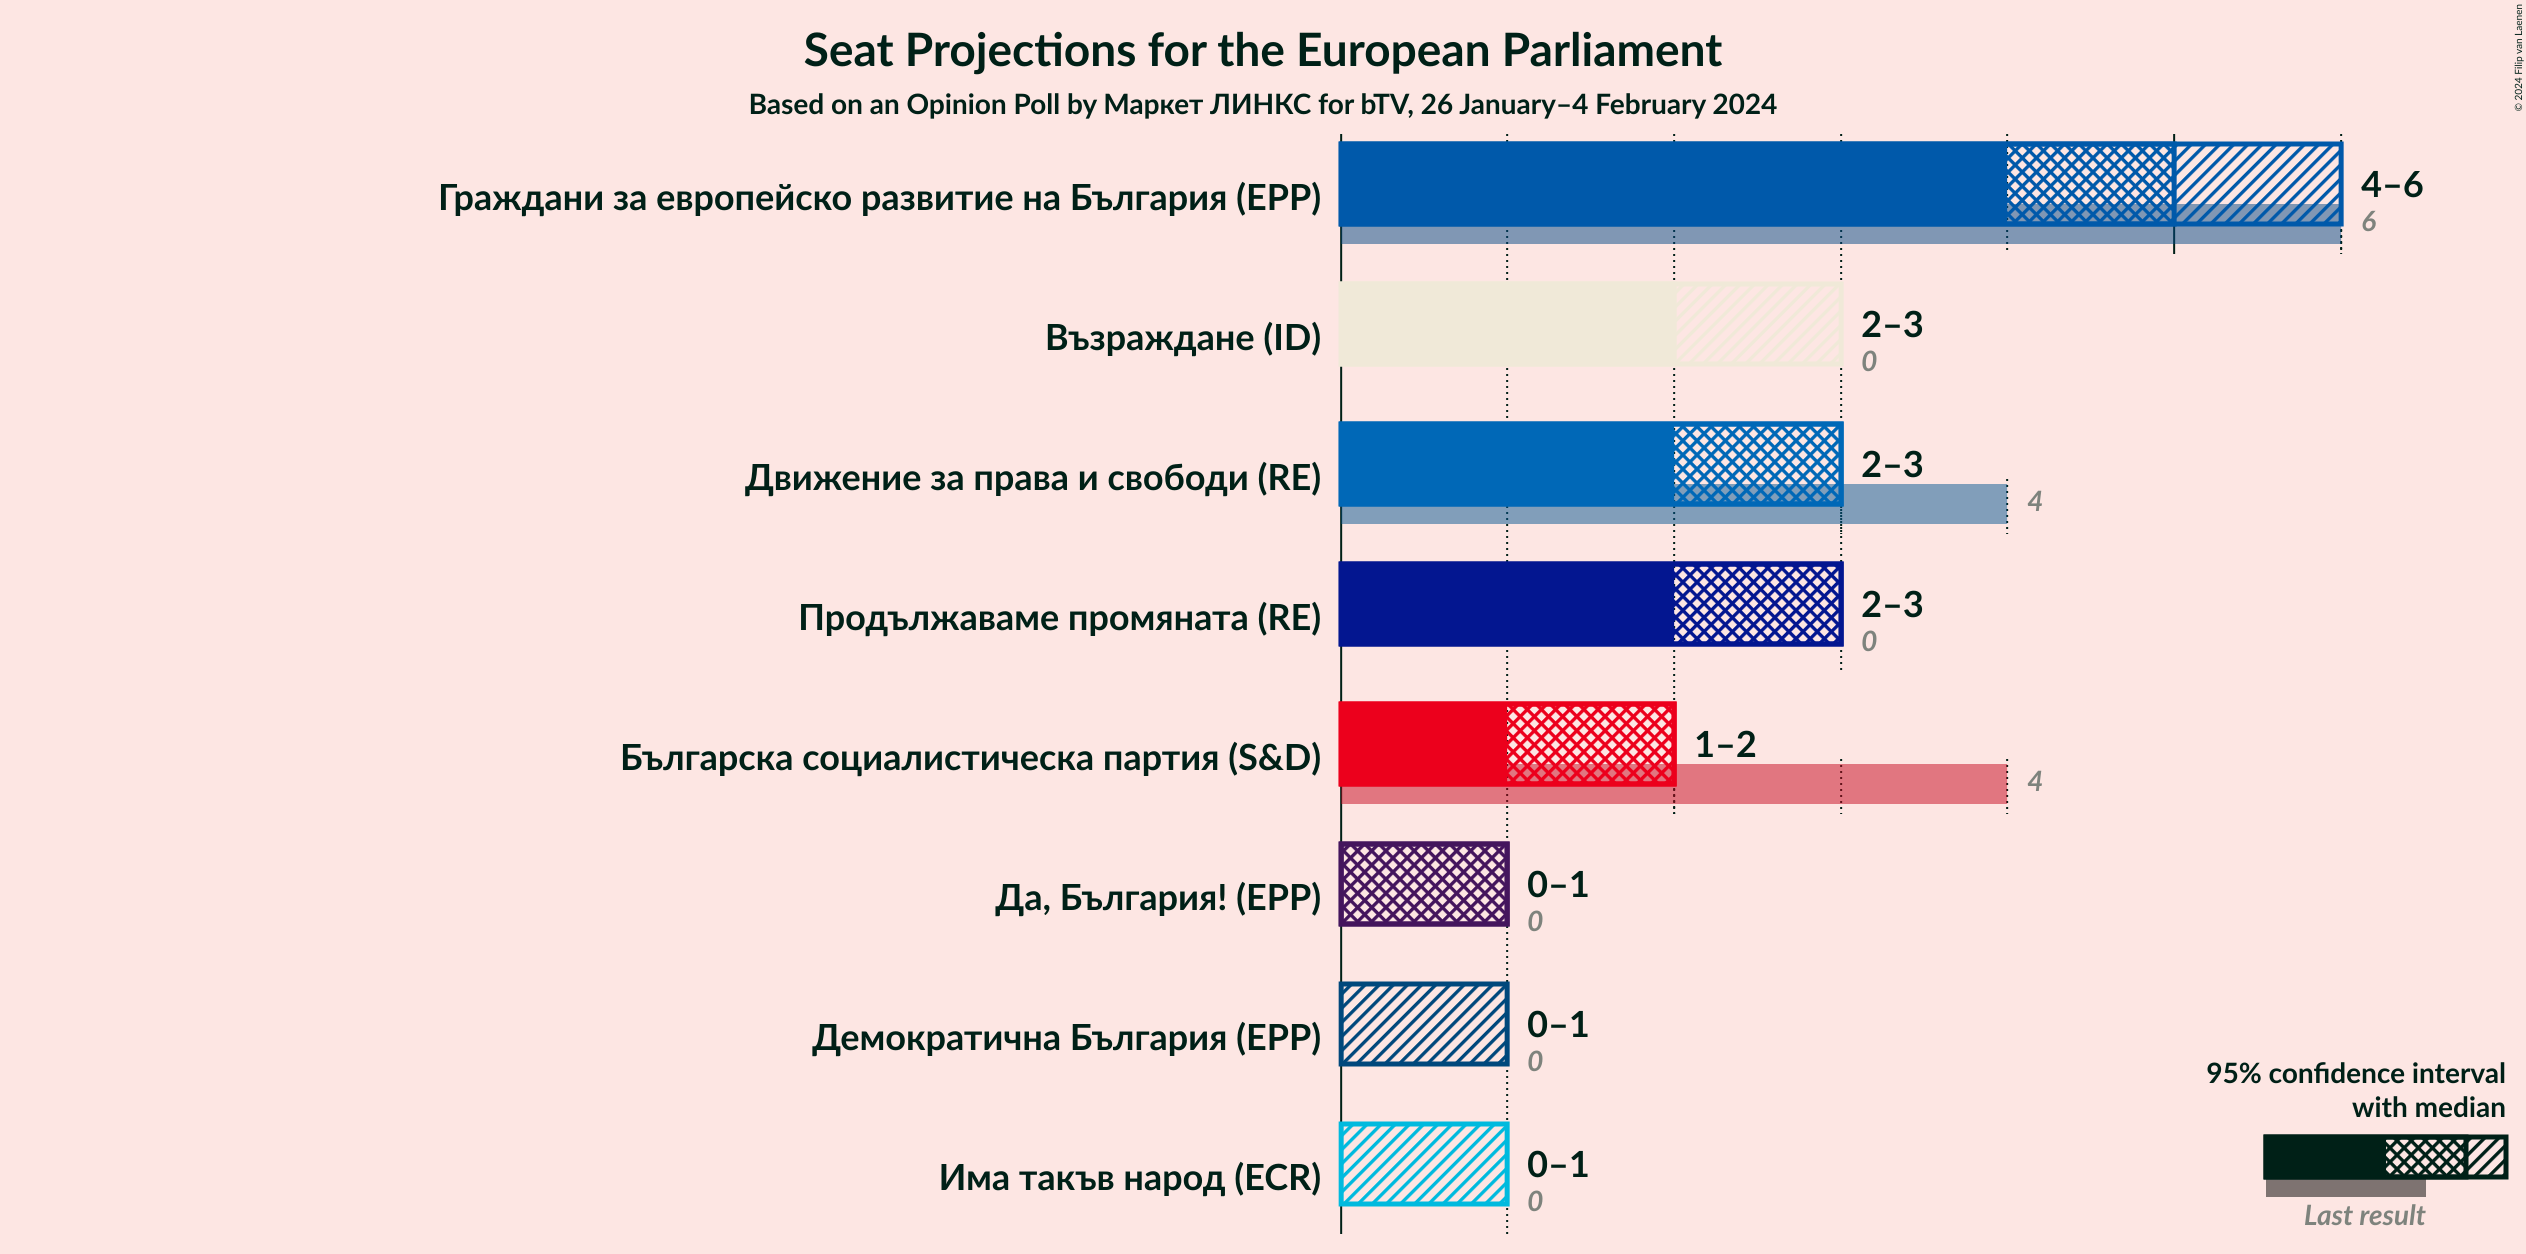 © 2024 Filip van Laenen
Seat Projections for the European Parliament
Based on an Opinion Poll by Маркет ЛИНКС for bTV, 26 January–4 February 2024
Граждани за европейско развитие на България (EPP)
4–6
6
Възраждане (ID)
2–3
0
Движение за права и свободи (RE)
2–3
4
Продължаваме промяната (RE)
2–3
0
Българска социалистическа партия (S&D)
1–2
4
Да, България! (EPP)
0–1
0
Демократична България (EPP)
0–1
0
Има такъв народ (ECR)
0–1
0
95% confidence interval
with median
Last result